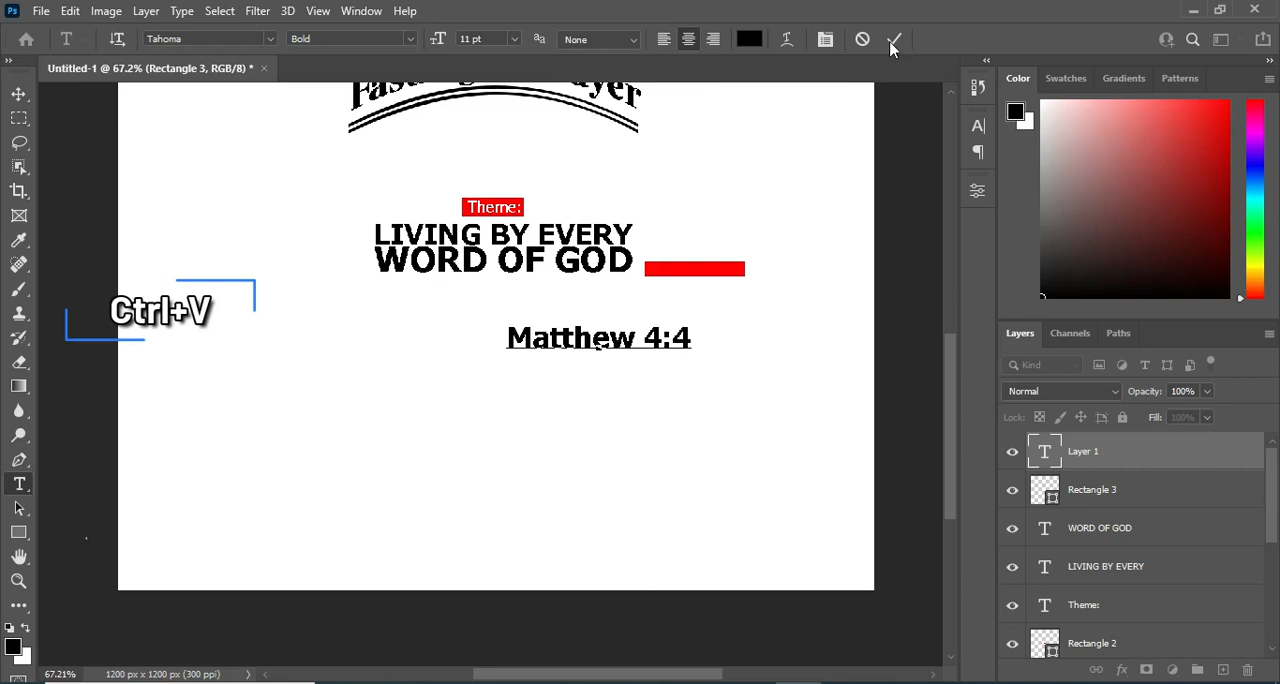 Ps File Edit Image Layer Type Select Filter 3D View Window Help
T Tahoma Bold 11 pt None
Untitled-1 @ 67.2% (Rectangle 3, RGB/8) *
Theme:
LIVING BY EVERY
WORD OF GOD
Ctrl+V
Matthew 4:4
Color Swatches Gradients Patterns
Layers Channels Paths
Kind
Normal Opacity: 100%
Lock: Fill: 100%
Layer 1
Rectangle 3
WORD OF GOD
LIVING BY EVERY
Theme:
Rectangle 2
67.21% 1200 px x 1200 px (300 ppi)